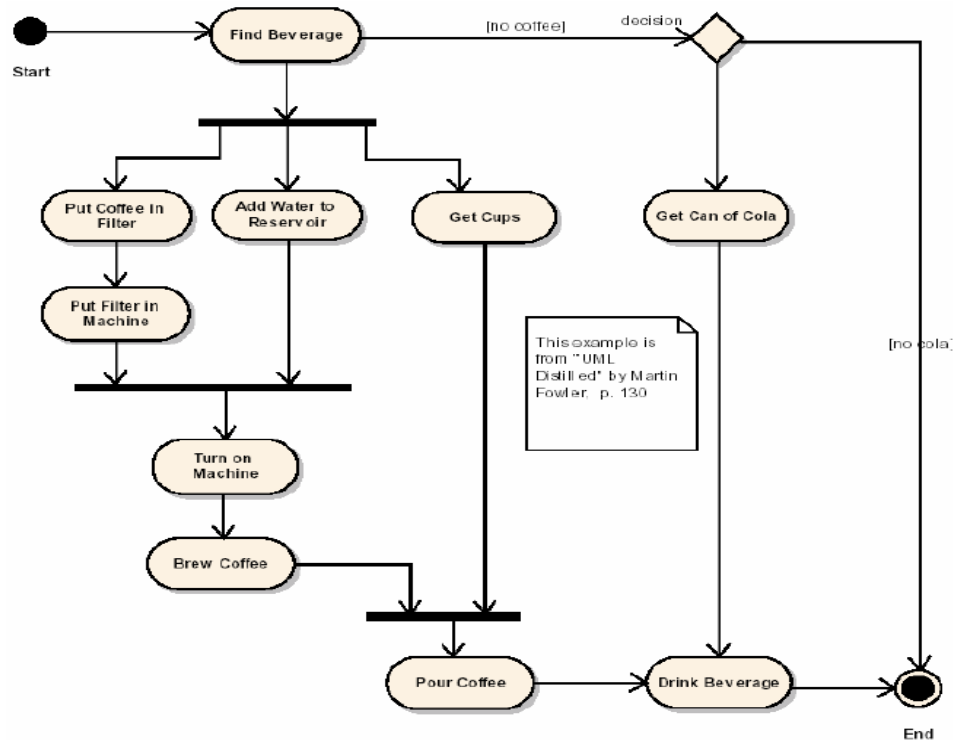 Find Beverage
[no coffee]
decision
Start
Put Coffee in
Filter
Add Water to
Reservoir
Get Cups
Get Can of Cola
Put Filter in
Machine
This example is
from "UML
Distilled" by Martin
Fowler, p. 130
[no cola]
Turn on
Machine
Brew Coffee
Pour Coffee
Drink Beverage
End